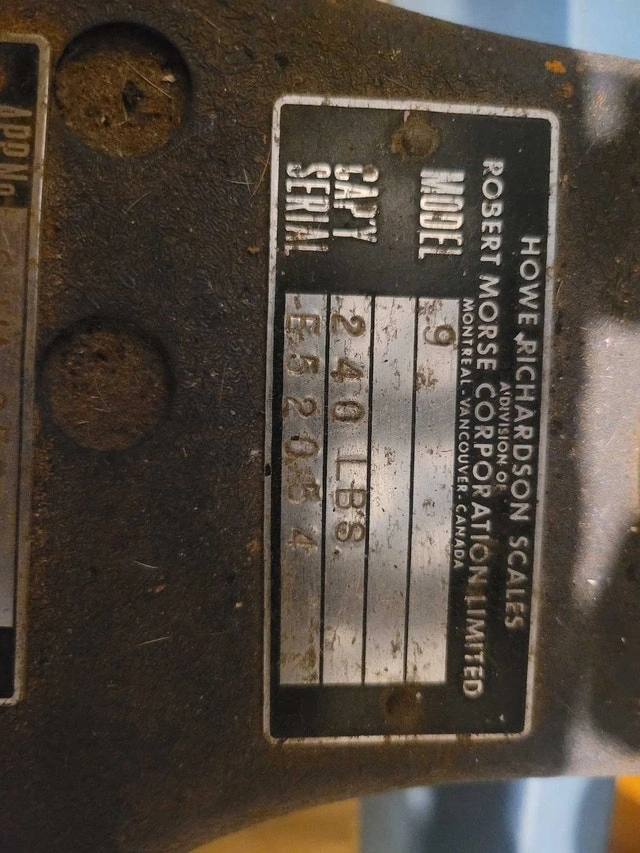 HOWE RICHARDSON SCALES
A DIVISION OF
ROBERT MORSE CORPORATION LIMITED
MONTREAL - VANCOUVER - CANADA
MODEL 9
CAP'Y 240 LBS.
SERIAL E52054
APP. No.